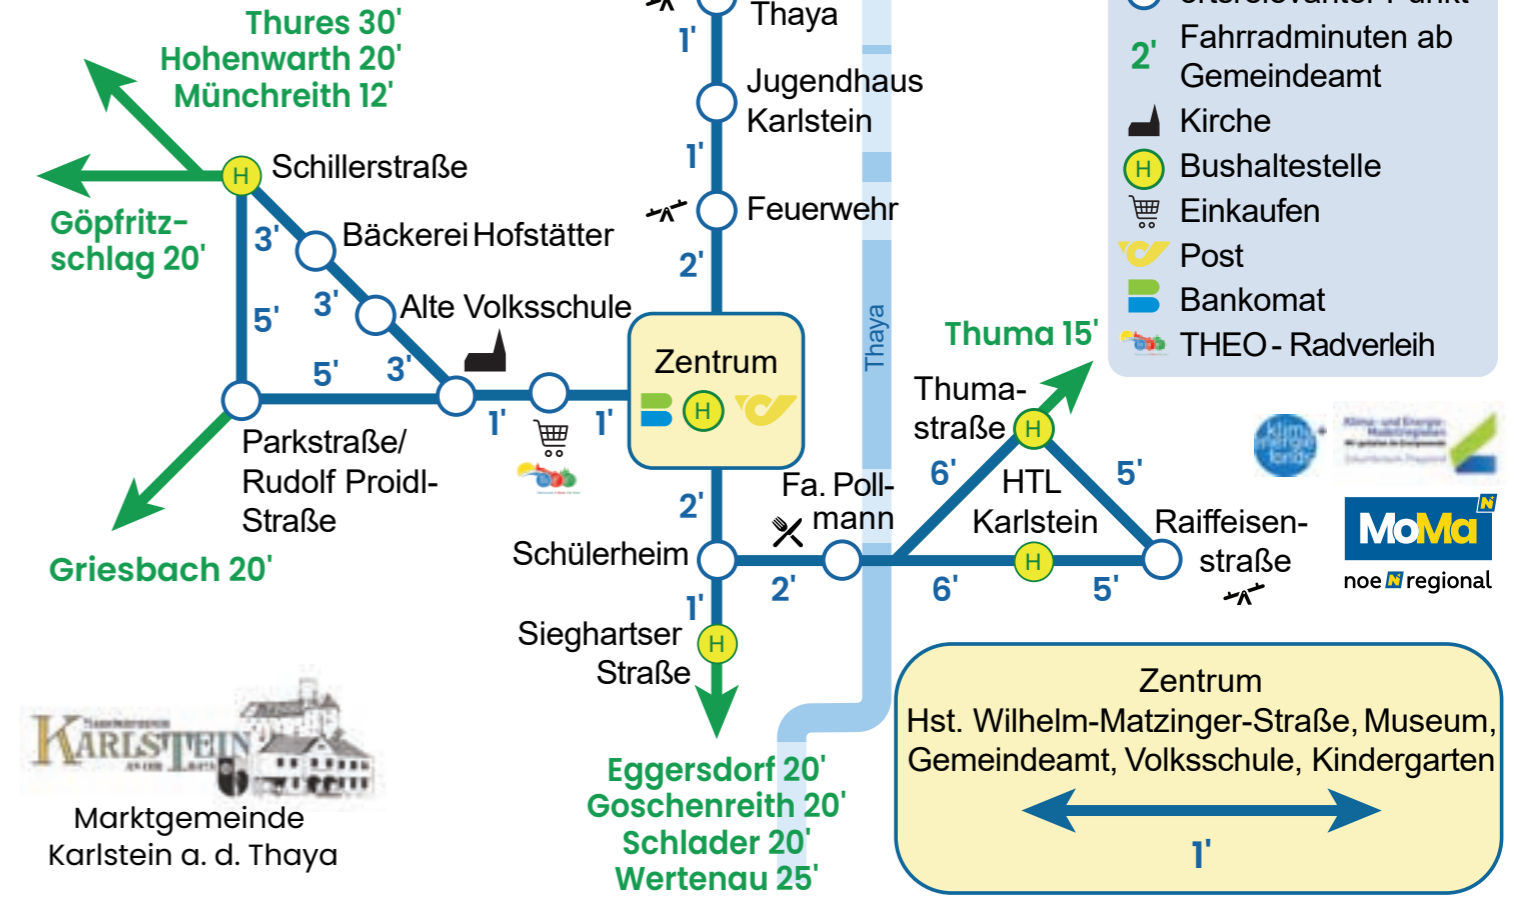 Thures 30'
Hohenwarth 20'
Münchreith 12'
Schillerstraße
Göpfritz-
schlag 20'
3'
Bäckerei Hofstätter
5'
3'
Alte Volksschule
5'
3'
1'
1'
Parkstraße/
Rudolf Proidl-
Straße
Griesbach 20'
Thaya
1'
Jugendhaus
Karlstein
1'
Feuerwehr
2'
Zentrum
H
2'
Schülerheim
Fa. Poll-
mann
2'
1'
Sieghartser
Straße
H
Eggersdorf 20'
Goschenreith 20'
Schlader 20'
Wertenau 25'
Thaya
Thuma 15'
Thuma-
straße
H
6'
5'
HTL
Karlstein
H
6'
5'
Raiffeisen-
straße
H
2'
Fahrradminuten ab
Gemeindeamt
Kirche
H
Bushaltestelle
Einkaufen
Post
Bankomat
THEO - Radverleih
MoMa
N
noe N regional
Zentrum
Hst. Wilhelm-Matzinger-Straße, Museum,
Gemeindeamt, Volksschule, Kindergarten
1'
KARLSTEIN
Marktgemeinde
Karlstein a. d. Thaya